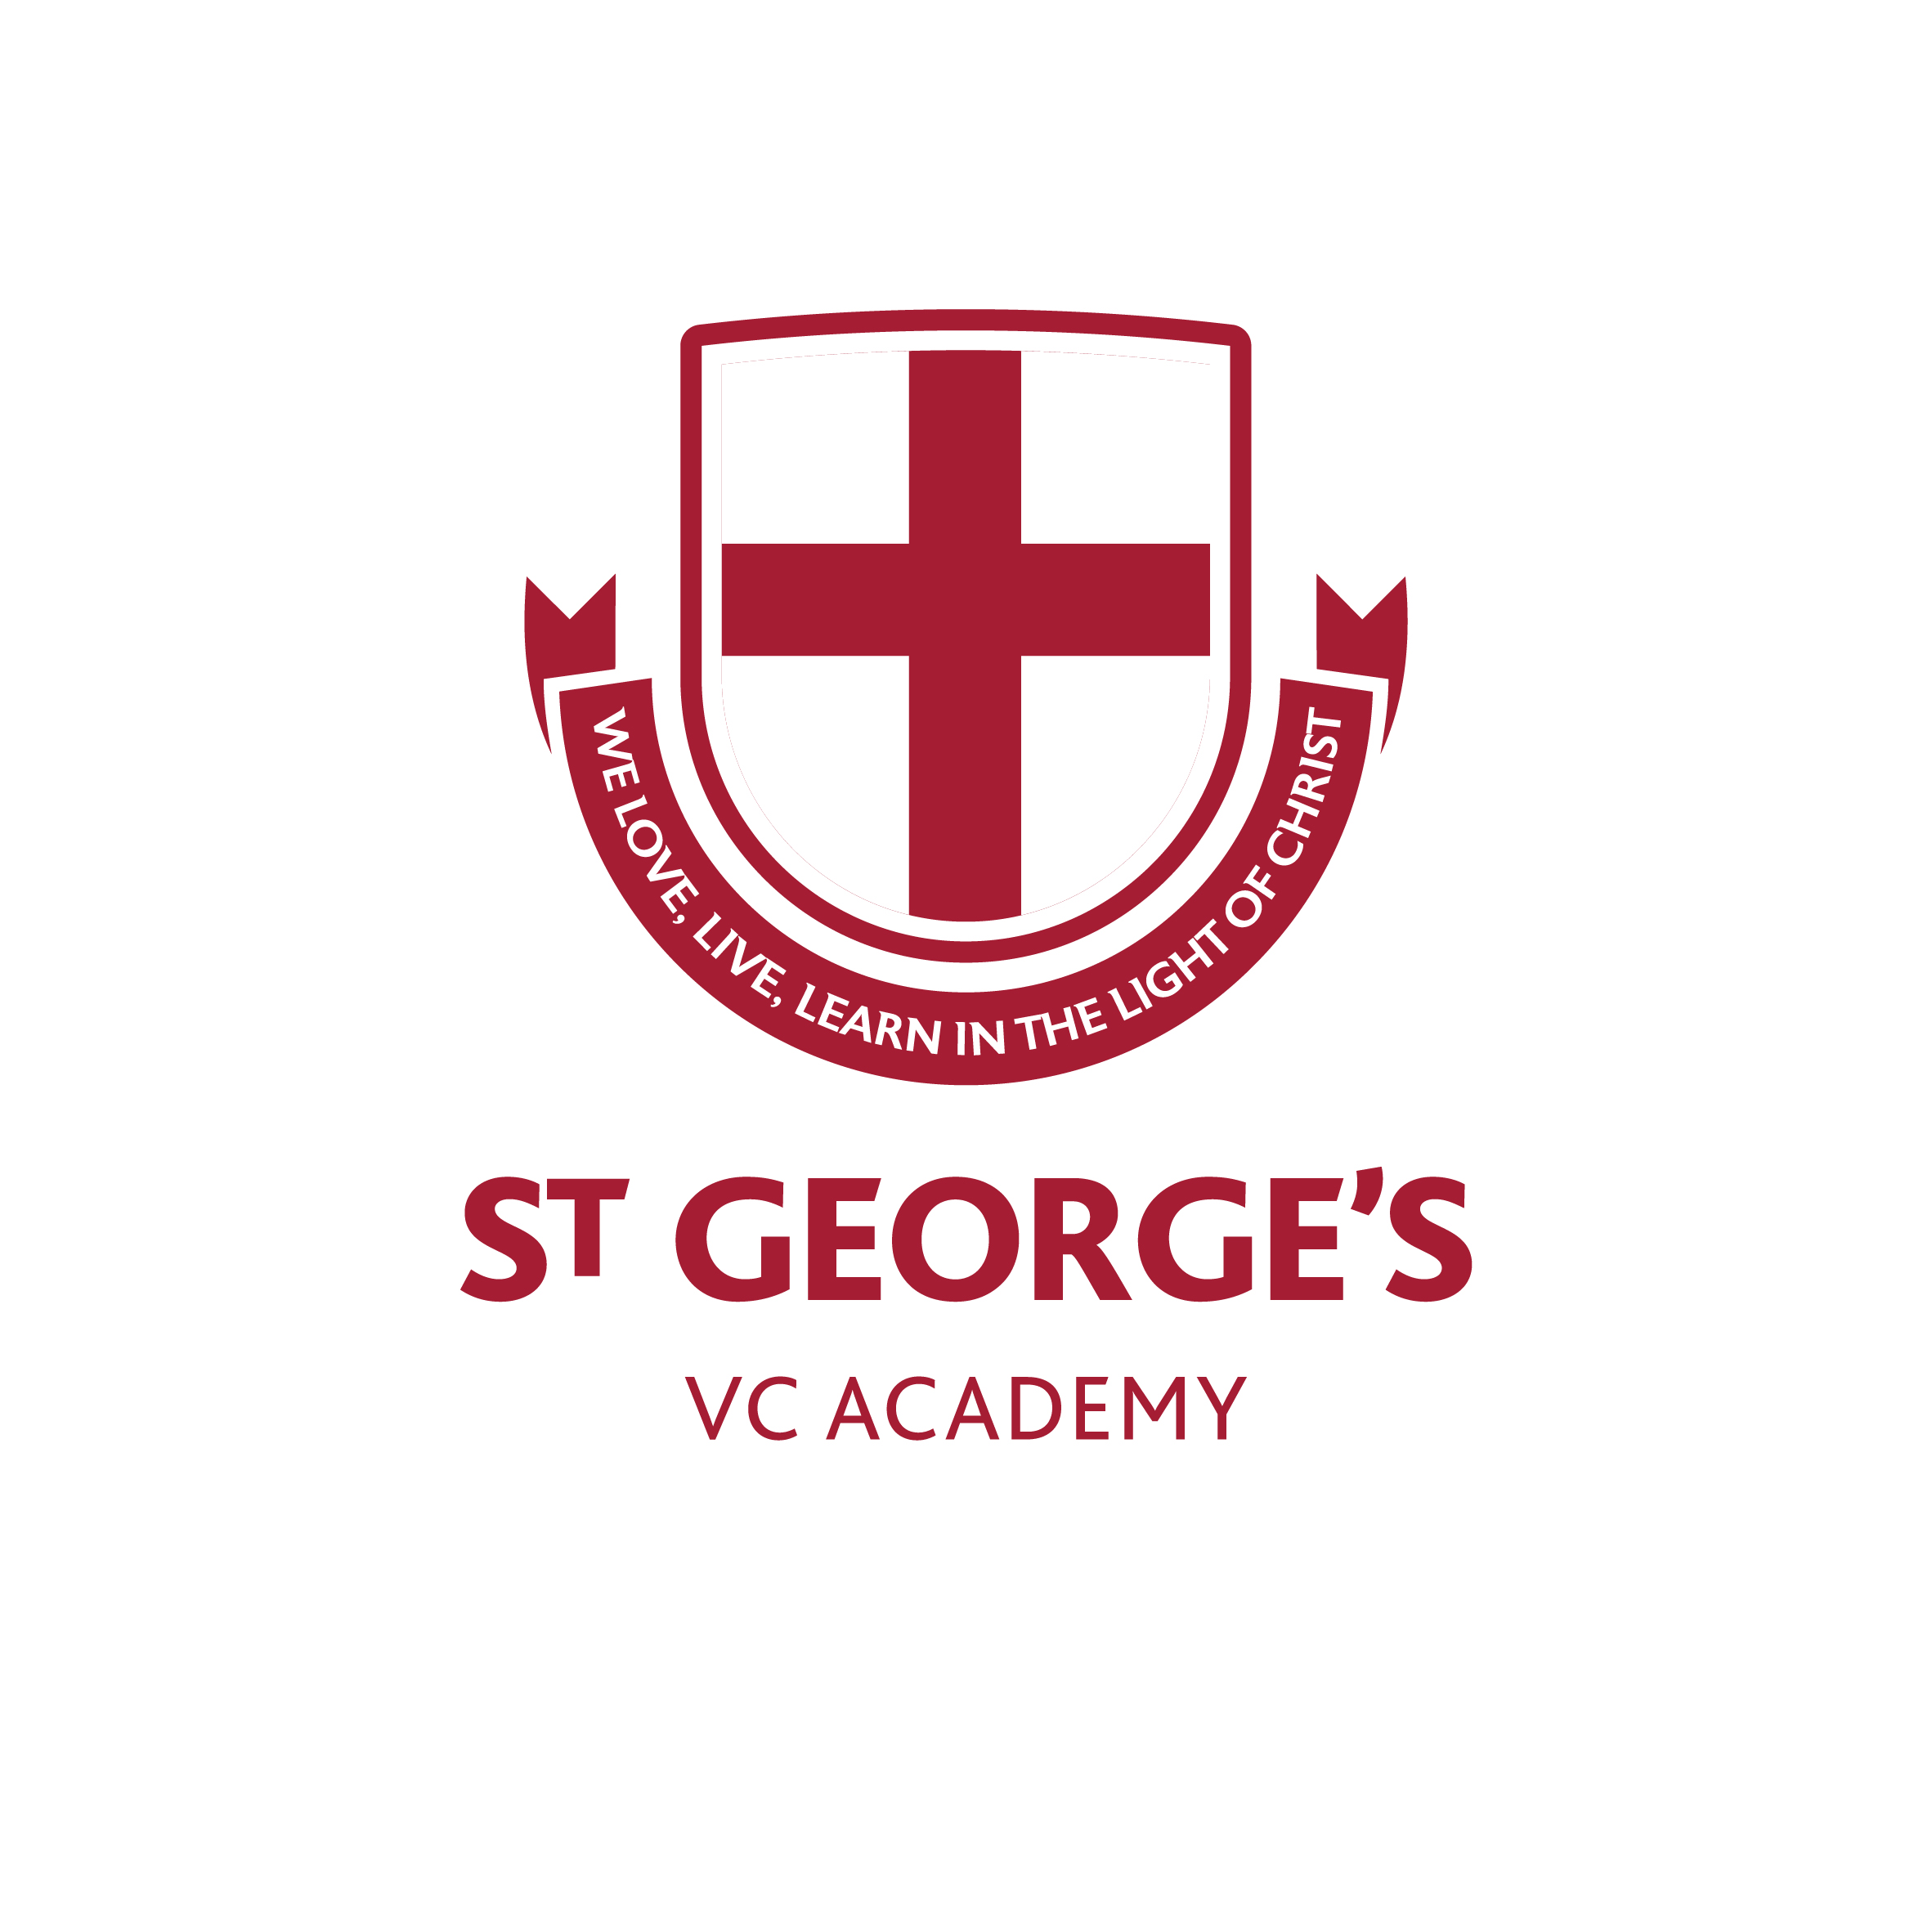 WE LOVE, LIVE, LEARN IN THE LIGHT OF CHRIST
ST GEORGE’S
VC ACADEMY